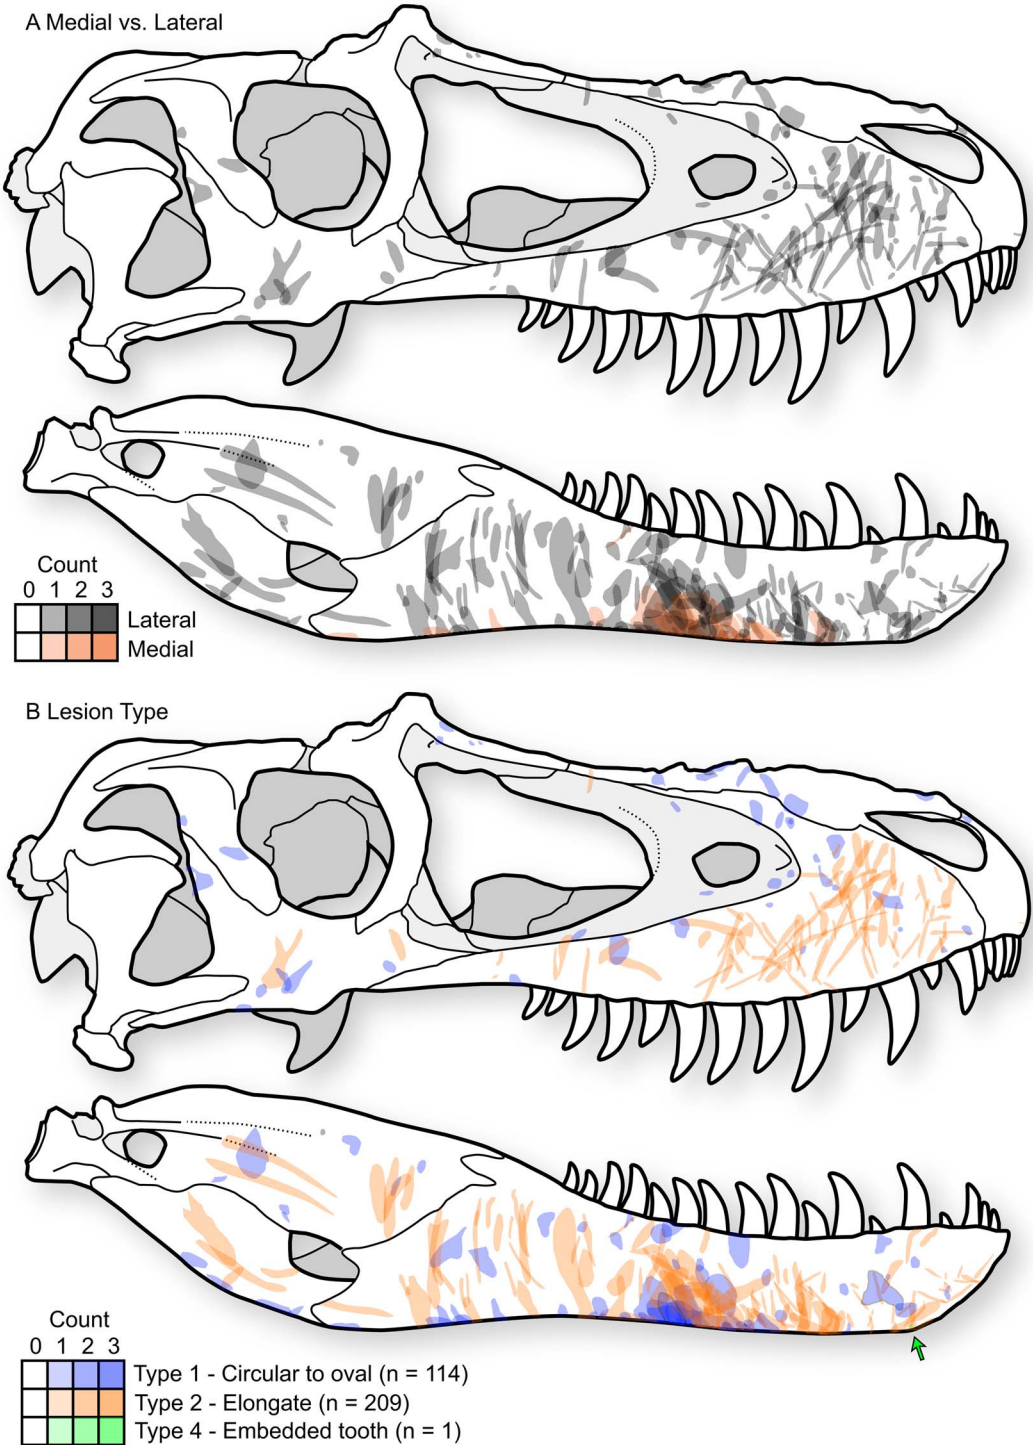 A Medial vs. Lateral
Count
0 1 2 3
Lateral
Medial
B Lesion Type
Count
0 1 2 3
Type 1 - Circular to oval (n = 114)
Type 2 - Elongate (n = 209)
Type 4 - Embedded tooth (n = 1)